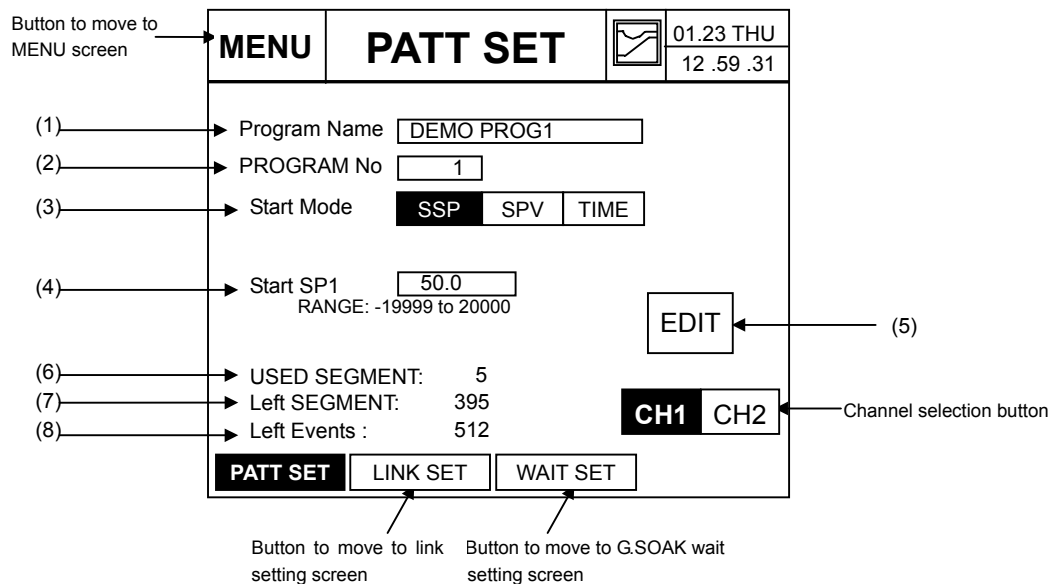 Button to move to
MENU screen
MENU
PATT SET
01.23 THU
12 .59 .31
(1)
Program Name
DEMO PROG1
(2)
PROGRAM No
1
(3)
Start Mode
SSP
SPV
TIME
(4)
Start SP1
50.0
RANGE: -19999 to 20000
EDIT
(5)
(6)
USED SEGMENT:
5
(7)
Left SEGMENT:
395
CH1
CH2
Channel selection button
(8)
Left Events :
512
PATT SET
LINK SET
WAIT SET
Button to move to link
setting screen
Button to move to G.SOAK wait
setting screen